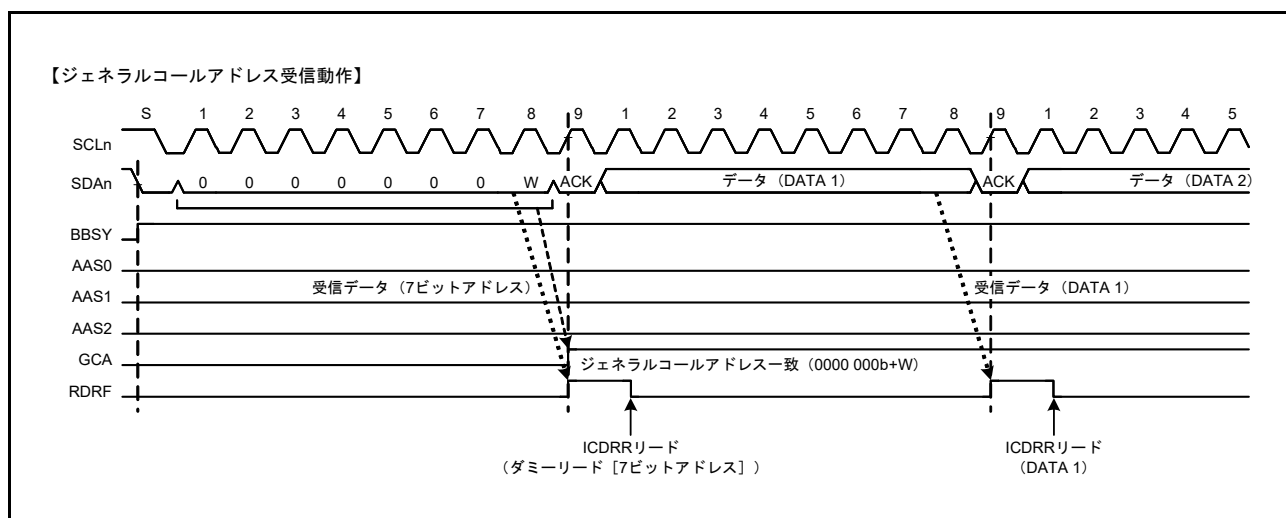 【ジェネラルコールアドレス受信動作】
S 1 2 3 4 5 6 7 8 9 1 2 3 4 5 6 7 8 9 1 2 3 4 5
SCLn
SDAn 0 0 0 0 0 0 0 W ACK データ（DATA 1） ACK データ（DATA 2）
BBSY
AAS0
受信データ（7ビットアドレス） 受信データ（DATA 1）
AAS1
AAS2
GCA ジェネラルコールアドレス一致（0000 000b+W）
RDRF
ICDRRリード ICDRRリード
（ダミーリード［7ビットアドレス］） （DATA 1）